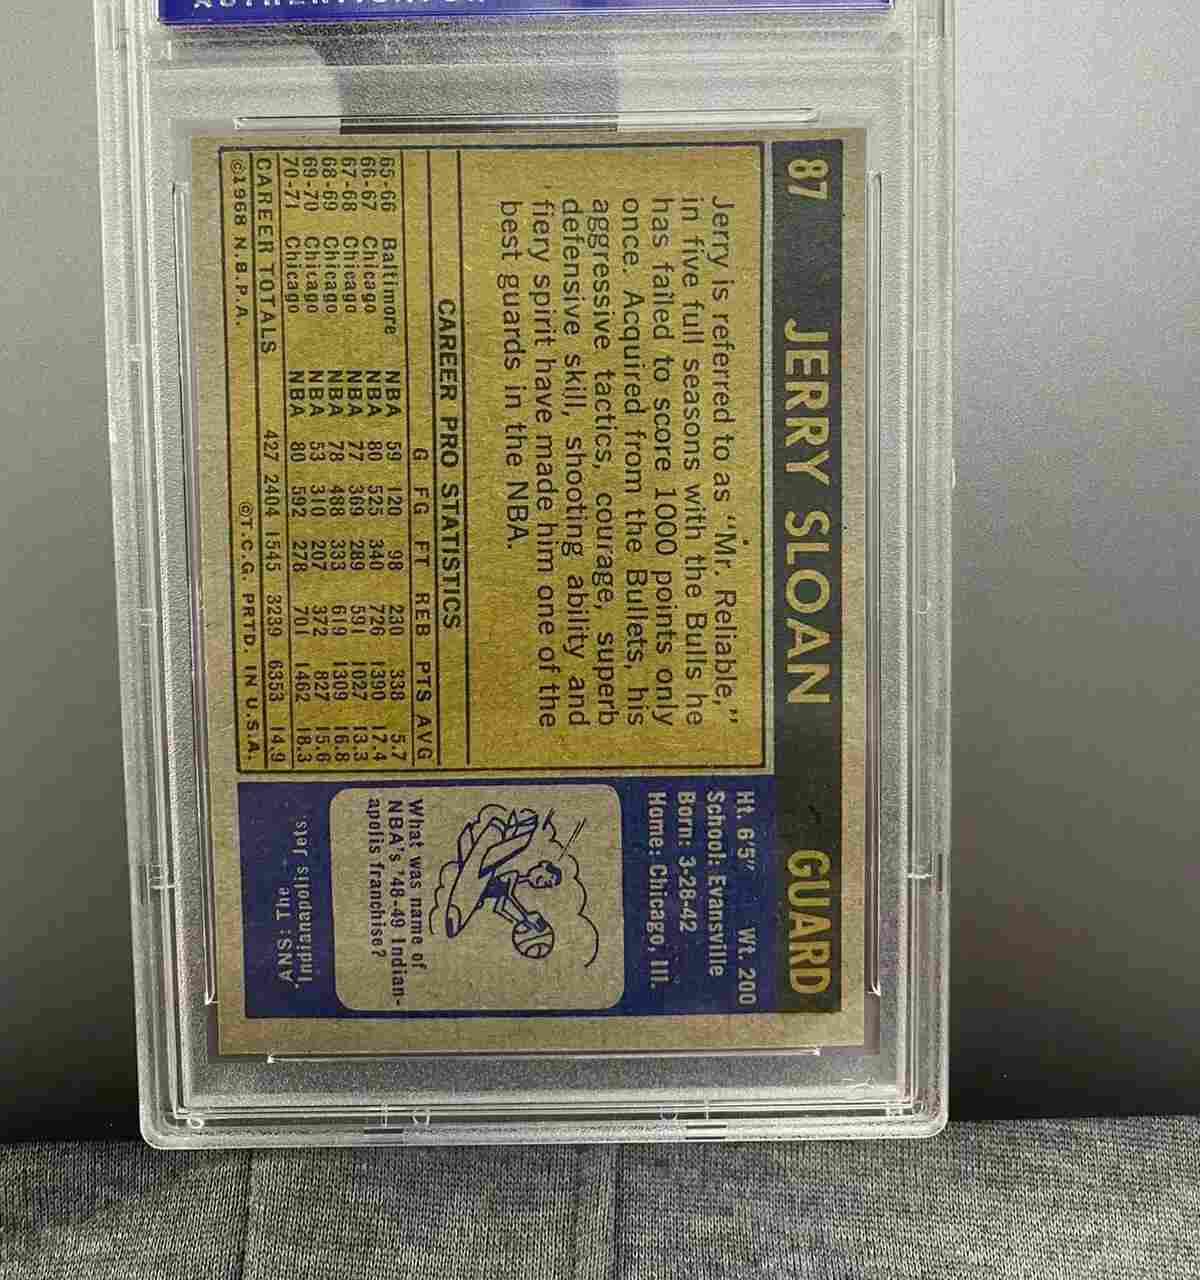 87 JERRY SLOAN GUARD
Jerry is referred to as "Mr. Reliable,"
in five full seasons with the Bulls he
has failed to score 1000 points only
once. Acquired from the Bullets, his
aggressive tactics, courage, superb
defensive skill, shooting ability and
fiery spirit have made him one of the
best guards in the NBA.
CAREER PRO STATISTICS
G FG FT REB PTS AVG
65-66 Baltimore NBA 59 120 98 230 338 5.7
66-67 Chicago NBA 80 525 340 726 1390 17.4
67-68 Chicago NBA 77 369 289 591 1027 13.3
68-69 Chicago NBA 78 488 333 619 1309 16.8
69-70 Chicago NBA 53 310 207 372 827 15.6
70-71 Chicago NBA 80 592 278 701 1462 18.3
CAREER TOTALS 427 2404 1545 3239 6353 14.9
©1968 N.B.P.A. ©T.C.G. PRTD. IN U.S.A.
Ht. 6'5" Wt. 200
School: Evansville
Born: 3-28-42
Home: Chicago, Ill.
What was name of
NBA's '48-49 Indian-
apolis franchise?
ANS: The
Indianapolis Jets.